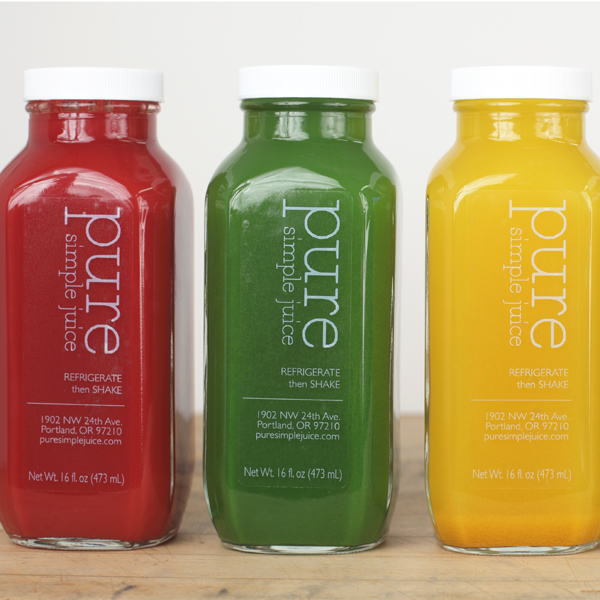 pure
simple juice
REFRIGERATE
then SHAKE
1902 NW 24th Ave.
Portland, OR 97210
puresimplejuice.com
Net Wt. 16 fl. oz (473 mL)
pure
simple juice
REFRIGERATE
then SHAKE
1902 NW 24th Ave.
Portland, OR 97210
puresimplejuice.com
Net Wt. 16 fl. oz (473 mL)
pure
simple juice
REFRIGERATE
then SHAKE
1902 NW 24th Ave.
Portland, OR 97210
puresimplejuice.com
Net Wt. 16 fl. oz (473 mL)